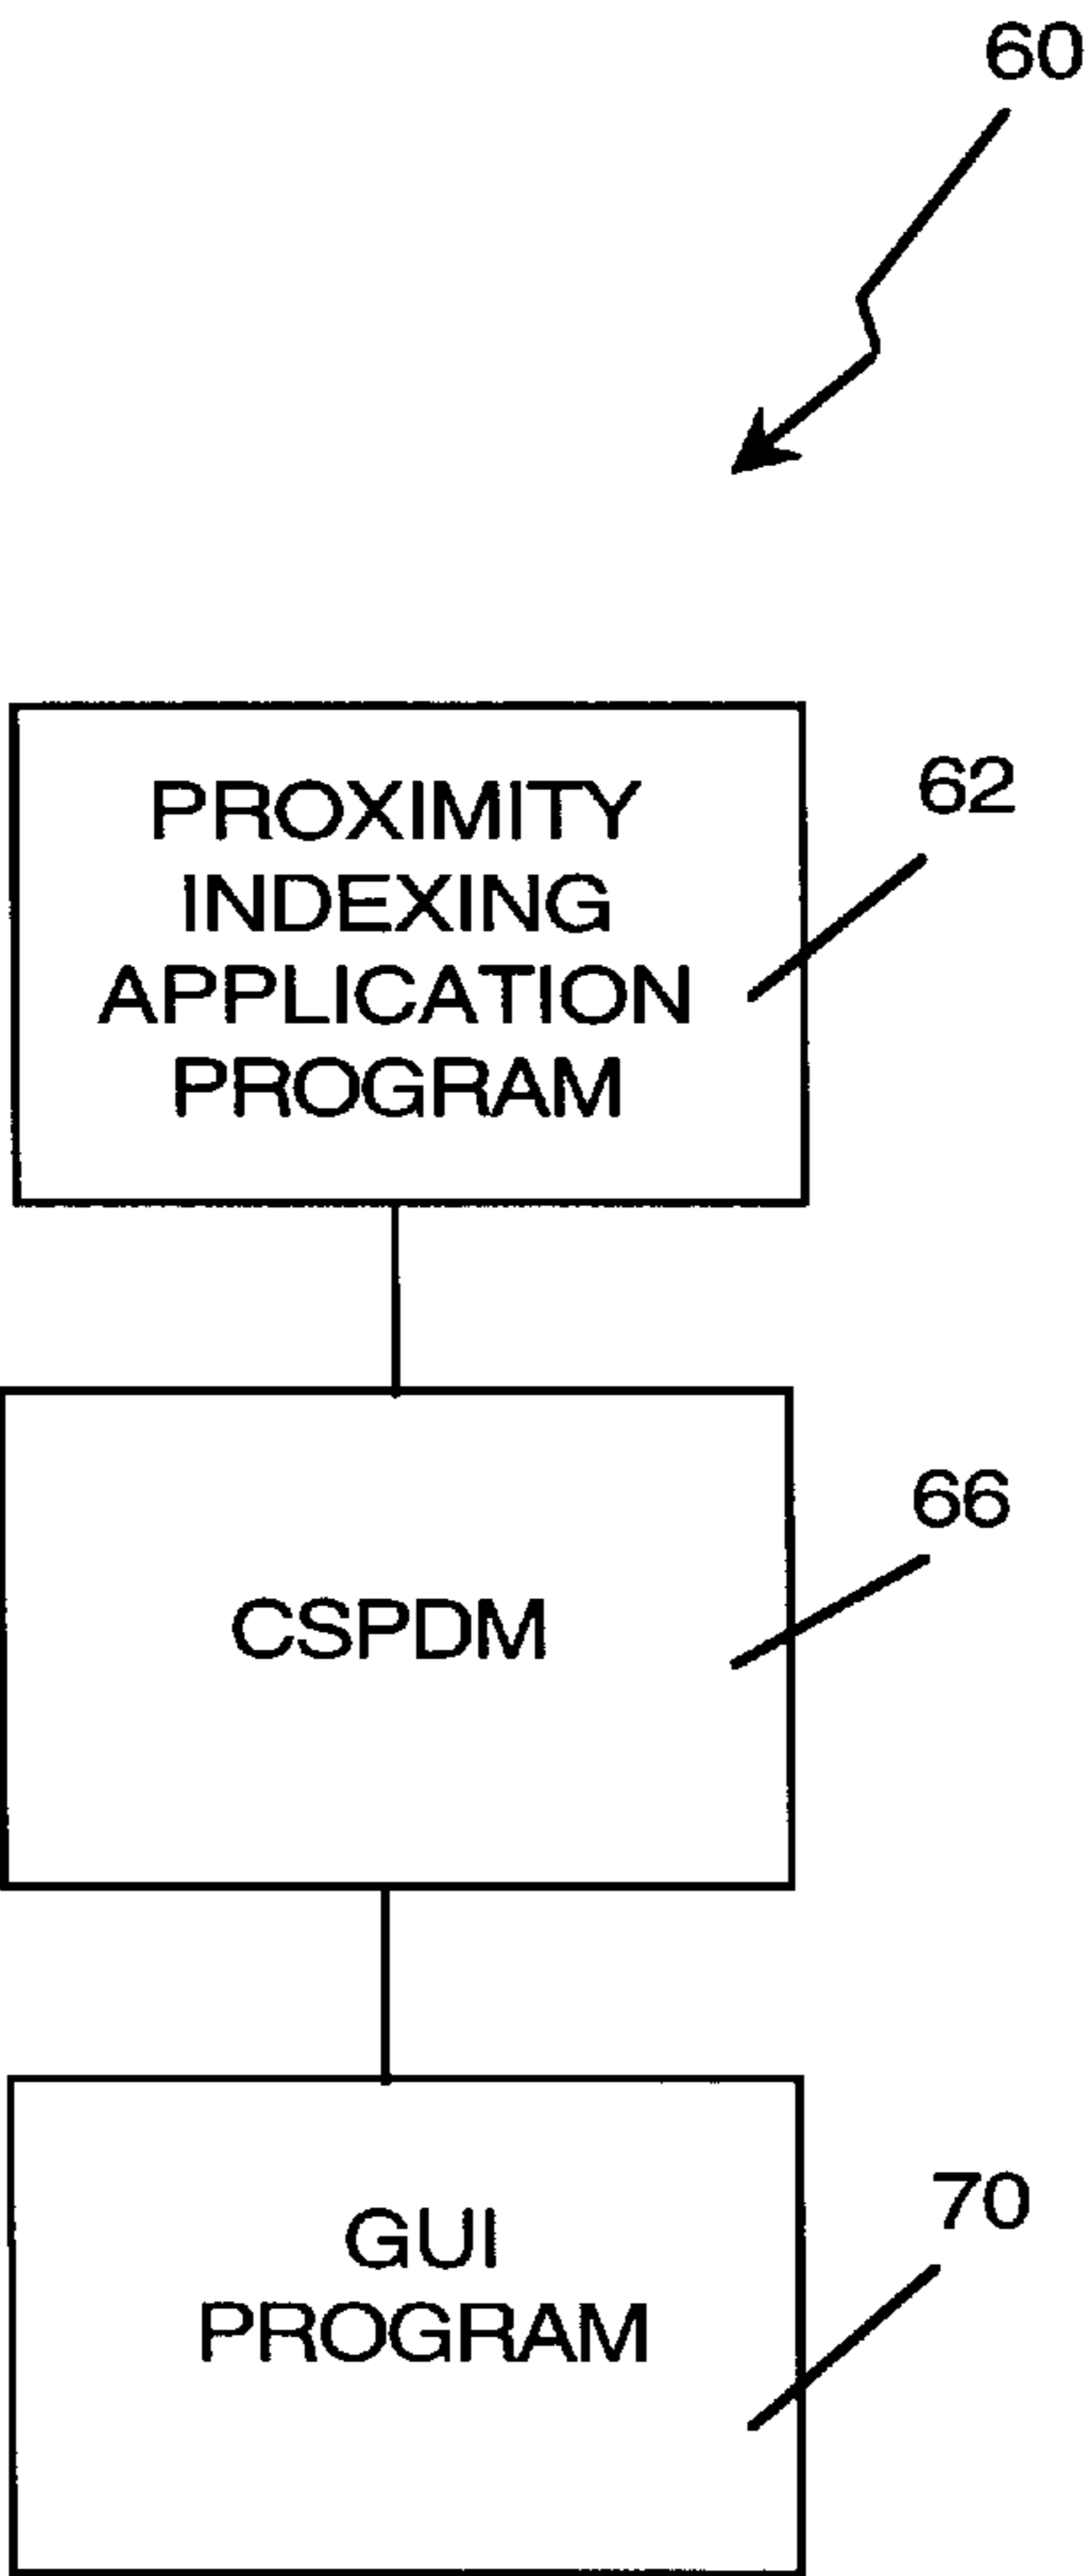 60
PROXIMITY
INDEXING
APPLICATION
PROGRAM
62
CSPDM
66
GUI
PROGRAM
70